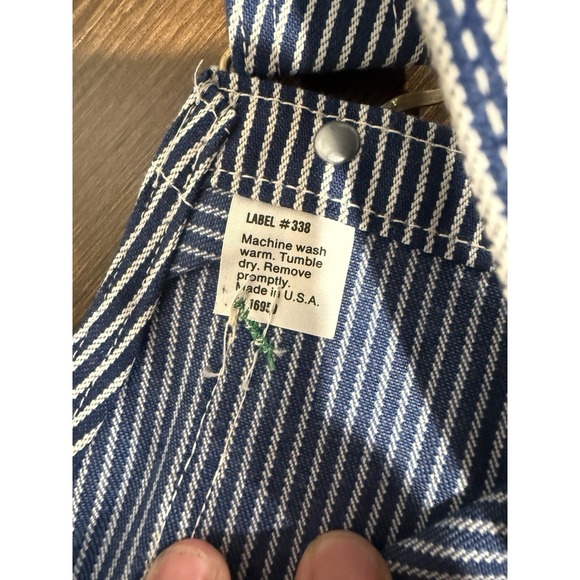 LABEL #338
Machine wash
warm. Tumble
dry. Remove
promptly.
Made in U.S.A.